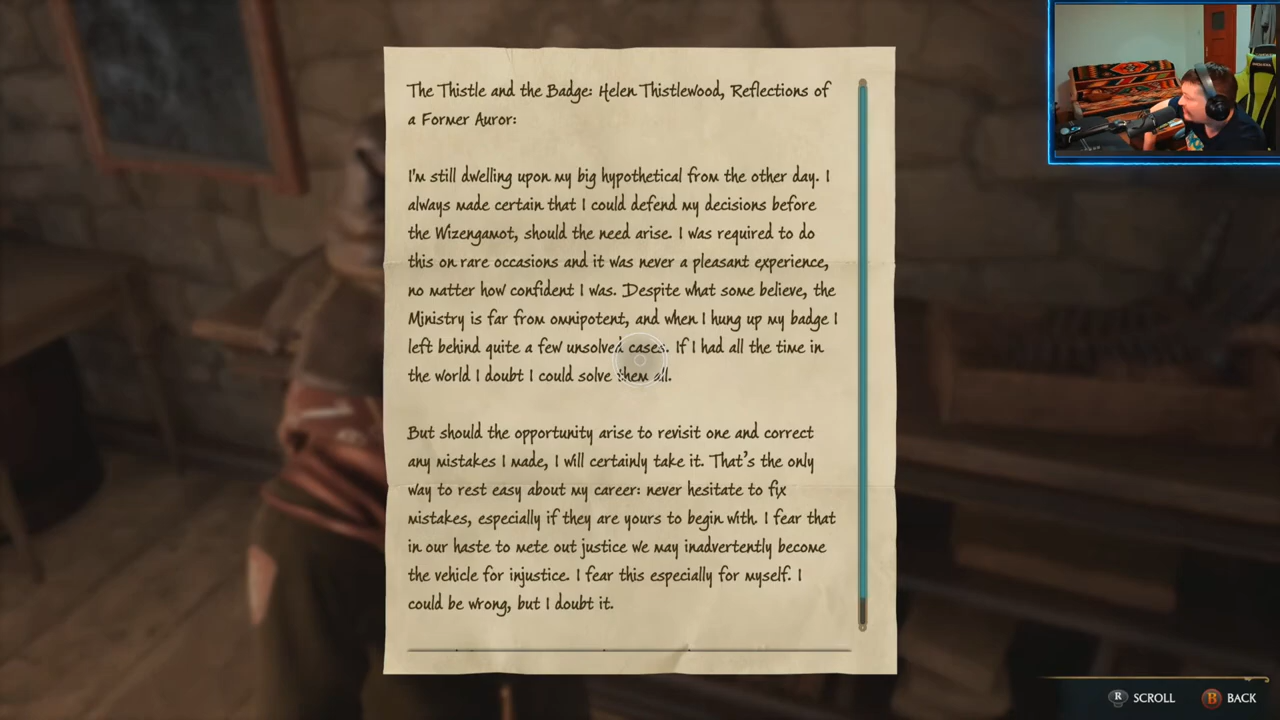 The Thistle and the Badge: Helen Thistlewood, Reflections of
a Former Auror:
I'm still dwelling upon my big hypothetical from the other day. I
always made certain that I could defend my decisions before
the Wizengamot, should the need arise. I was required to do
this on rare occasions and it was never a pleasant experience,
no matter how confident I was. Despite what some believe, the
Ministry is far from omnipotent, and when I hung up my badge I
left behind quite a few unsolved cases. If I had all the time in
the world I doubt I could solve them all.
But should the opportunity arise to revisit one and correct
any mistakes I made, I will certainly take it. That's the only
way to rest easy about my career: never hesitate to fix
mistakes, especially if they are yours to begin with. I fear that
in our haste to mete out justice we may inadvertently become
the vehicle for injustice. I fear this especially for myself. I
could be wrong, but I doubt it.
R SCROLL B BACK